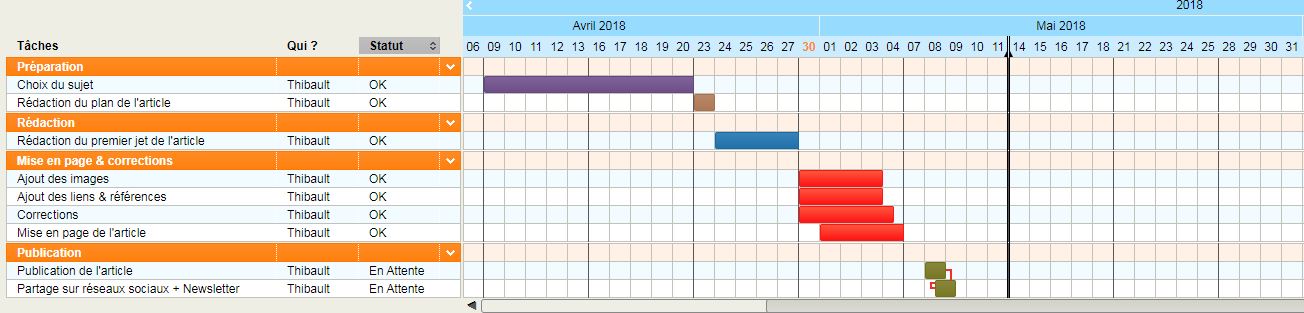 2018
Avril 2018 Mai 2018
Tâches Qui ? Statut 06 09 10 11 12 13 16 17 18 19 20 23 24 25 26 27 30 01 02 03 04 07 08 09 10 11 14 15 16 17 18 21 22 23 24 25 28 29 30 31
Préparation
Choix du sujet Thibault OK
Rédaction du plan de l'article Thibault OK
Rédaction
Rédaction du premier jet de l'article Thibault OK
Mise en page & corrections
Ajout des images Thibault OK
Ajout des liens & références Thibault OK
Corrections Thibault OK
Mise en page de l'article Thibault OK
Publication
Publication de l'article Thibault En Attente
Partage sur réseaux sociaux + Newsletter Thibault En Attente